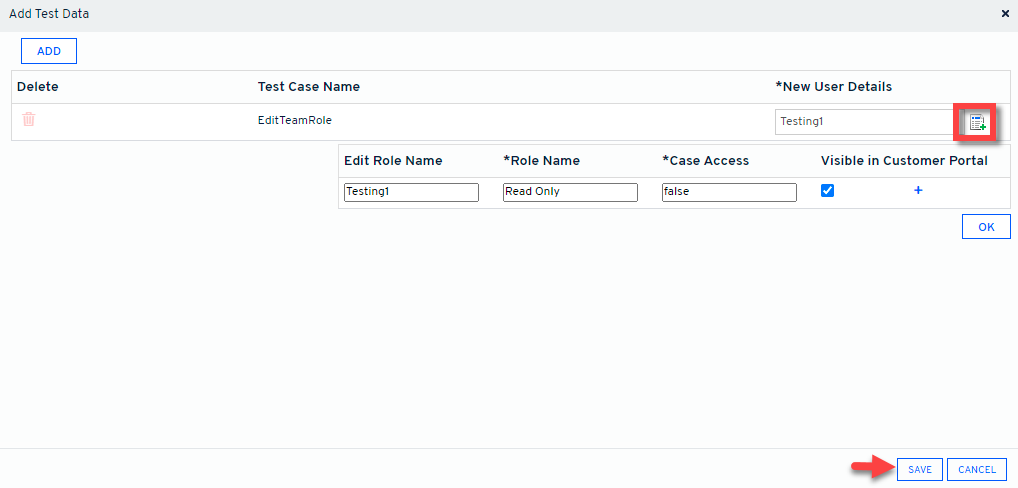 Add Test Data
ADD
Delete Test Case Name *New User Details
EditTeamRole Testing1
Edit Role Name *Role Name *Case Access Visible in Customer Portal
Testing1 Read Only false +
OK
SAVE CANCEL